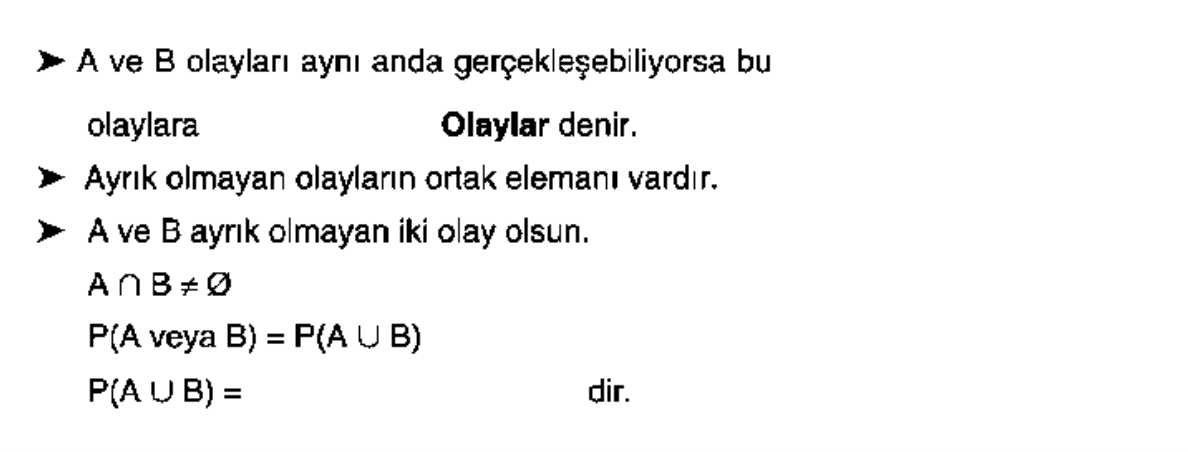 ➤ A ve B olayları aynı anda gerçekleşebiliyorsa bu
olaylara Olaylar denir.
➤ Ayrık olmayan olayların ortak elemanı vardır.
➤ A ve B ayrık olmayan iki olay olsun.
A ∩ B ≠ Ø
P(A veya B) = P(A ∪ B)
P(A ∪ B) = dir.